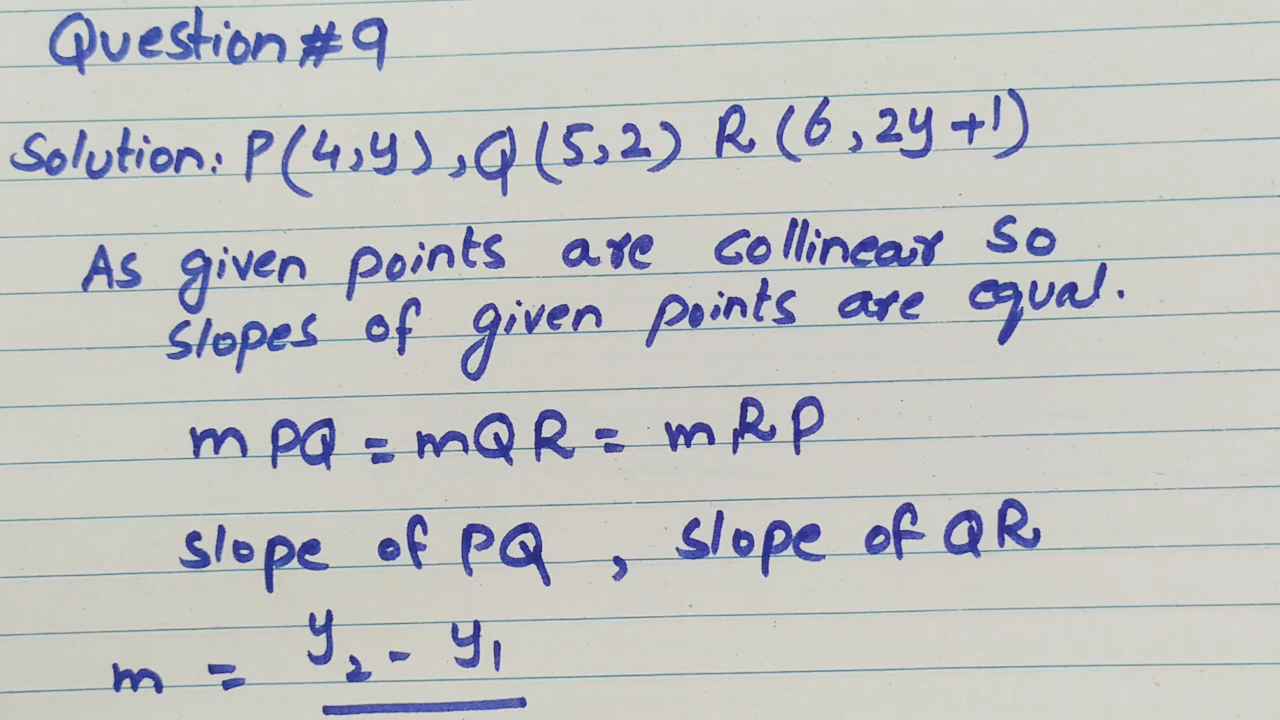 Question #9
Solution: P(4,y), Q(5,2) R(6,2y+1)
As given points are collinear so
slopes of given points are equal.
mPQ = mQR = mRP
slope of PQ , slope of QR
m = y₂ - y₁